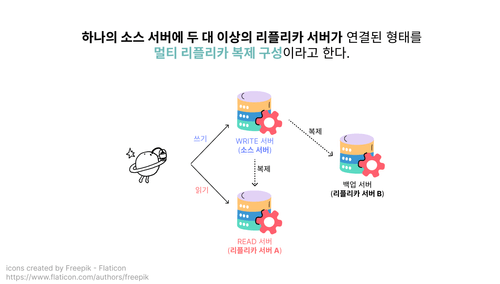 하나의 소스 서버에 두 대 이상의 리플리카 서버가 연결된 형태를
멀티 리플리카 복제 구성이라고 한다.
쓰기
WRITE 서버
(소스 서버)
복제
복제
읽기
백업 서버
(리플리카 서버 B)
READ 서버
(리플리카 서버 A)
icons created by Freepik - Flaticon
https://www.flaticon.com/authors/freepik